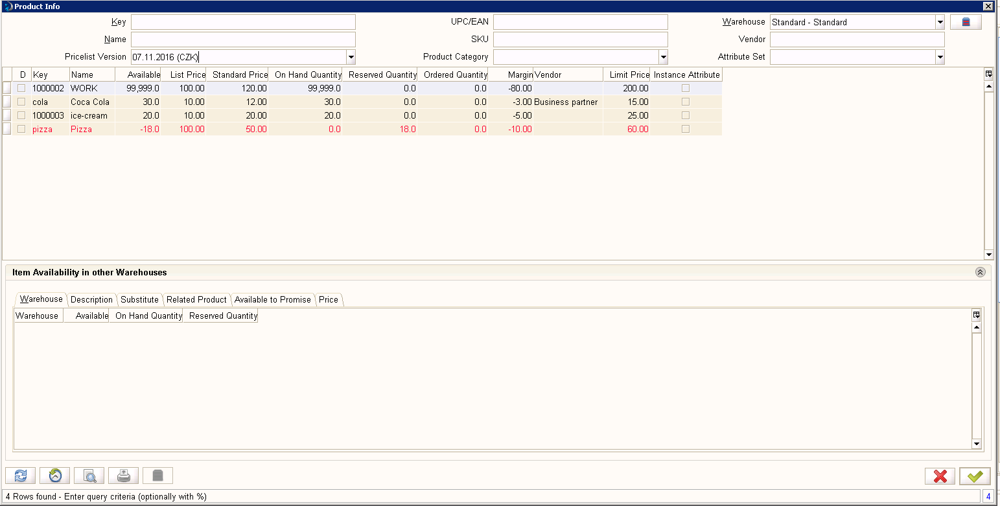 Product Info
Key UPC/EAN Warehouse Standard - Standard
Name SKU Vendor
Pricelist Version 07.11.2016 (CZK) Product Category Attribute Set
D Key Name Available List Price Standard Price On Hand Quantity Reserved Quantity Ordered Quantity Margin Vendor Limit Price Instance Attribute
1000002 WORK 99,999.0 100.00 120.00 99,999.0 0.0 0.0 -80.00 200.00
cola Coca Cola 30.0 10.00 12.00 30.0 0.0 0.0 -3.00 Business partner 15.00
1000003 ice-cream 20.0 10.00 20.00 20.0 0.0 0.0 -5.00 25.00
pizza Pizza -18.0 100.00 50.00 0.0 18.0 0.0 -10.00 60.00
Item Availability in other Warehouses
Warehouse Description Substitute Related Product Available to Promise Price
Warehouse Available On Hand Quantity Reserved Quantity
4 Rows found - Enter query criteria (optionally with %) 4